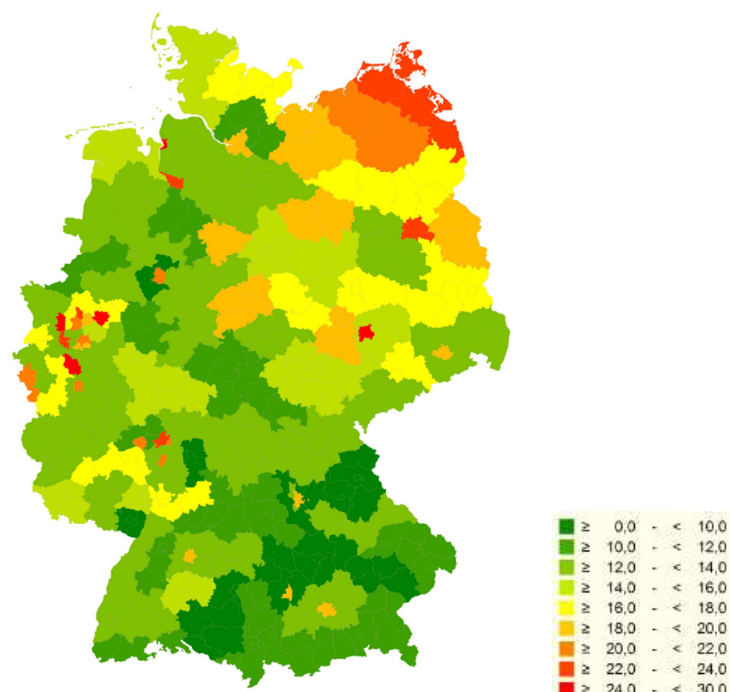 ≥ 0,0 - < 10,0
≥ 10,0 - < 12,0
≥ 12,0 - < 14,0
≥ 14,0 - < 16,0
≥ 16,0 - < 18,0
≥ 18,0 - < 20,0
≥ 20,0 - < 22,0
≥ 22,0 - < 24,0
≥ 24,0 - < 30,0